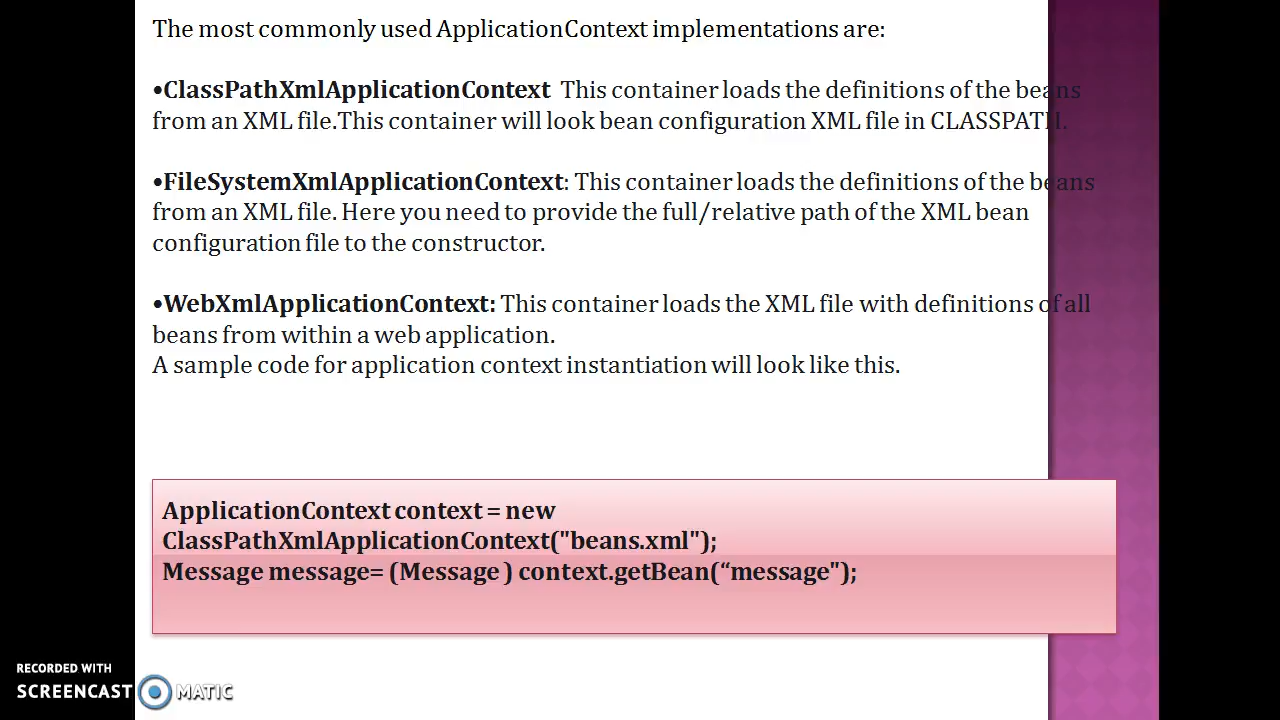 The most commonly used ApplicationContext implementations are:
•ClassPathXmlApplicationContext This container loads the definitions of the beans
from an XML file.This container will look bean configuration XML file in CLASSPATH.
•FileSystemXmlApplicationContext: This container loads the definitions of the beans
from an XML file. Here you need to provide the full/relative path of the XML bean
configuration file to the constructor.
•WebXmlApplicationContext: This container loads the XML file with definitions of all
beans from within a web application.
A sample code for application context instantiation will look like this.
ApplicationContext context = new
ClassPathXmlApplicationContext("beans.xml");
Message message= (Message ) context.getBean(“message");
RECORDED WITH
SCREENCAST MATIC